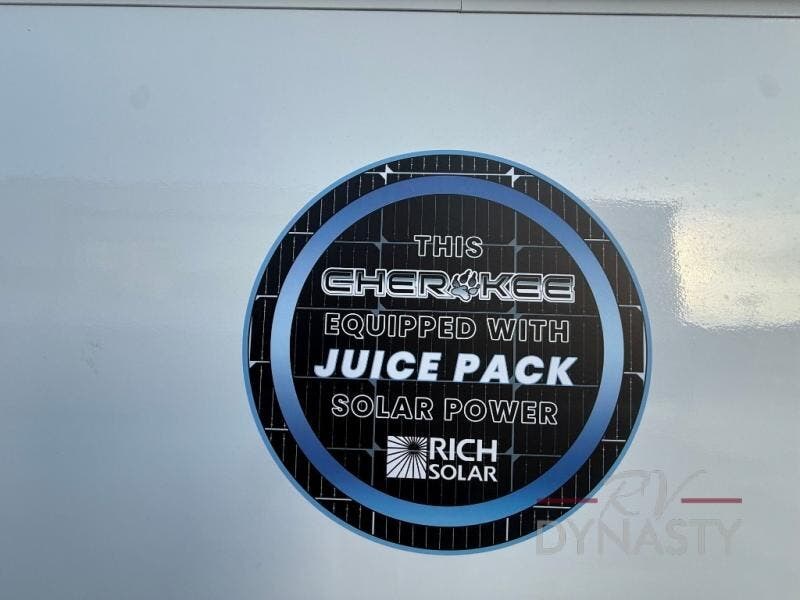 THIS
CHEROKEE
EQUIPPED WITH
JUICE PACK
SOLAR POWER
RICH
SOLAR
RV
DYNASTY